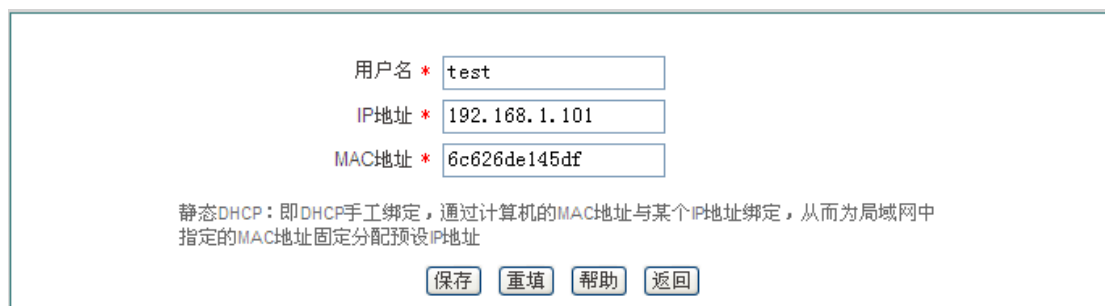 用户名 * test
IP地址 * 192.168.1.101
MAC地址 * 6c626de145df
静态DHCP：即DHCP手工绑定，通过计算机的MAC地址与某个IP地址绑定，从而为局域网中
指定的MAC地址固定分配预设IP地址
保存 重填 帮助 返回